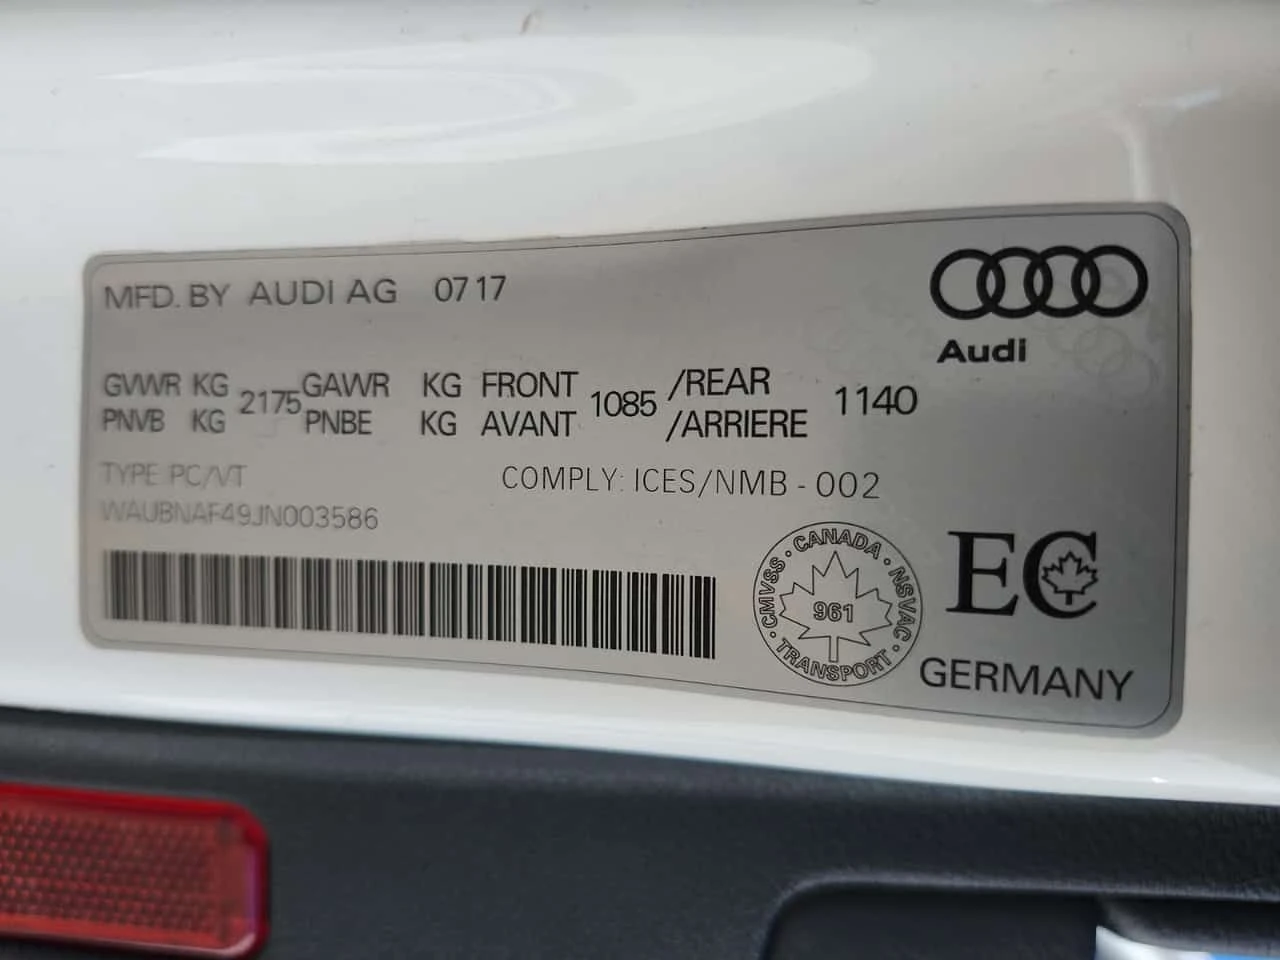 MFD. BY AUDI AG 07 17
Audi
GVWR KG 2175 GAWR KG FRONT 1085 /REAR 1140
PNVB KG PNBE KG AVANT /ARRIERE
TYPE PC/VT COMPLY: ICES/NMB - 002
WAUBNAF49JN003586
· CANADA · NSVAC · TRANSPORT · CMVSS
961
EC
GERMANY